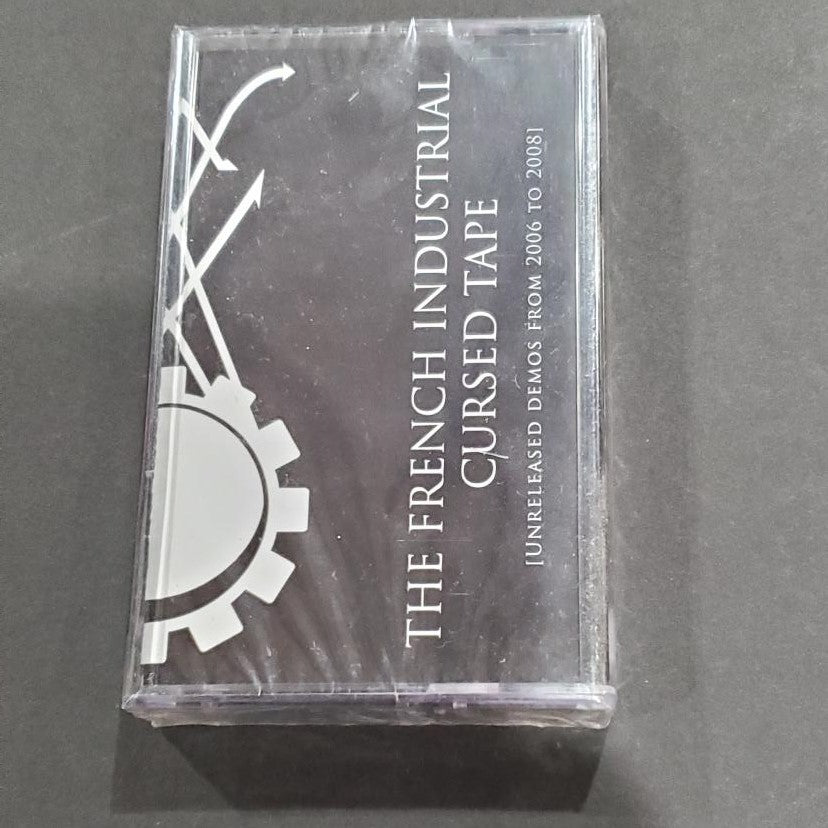 THE FRENCH INDUSTRIAL
CURSED TAPE
[UNRELEASED DEMOS FROM 2006 TO 2008]